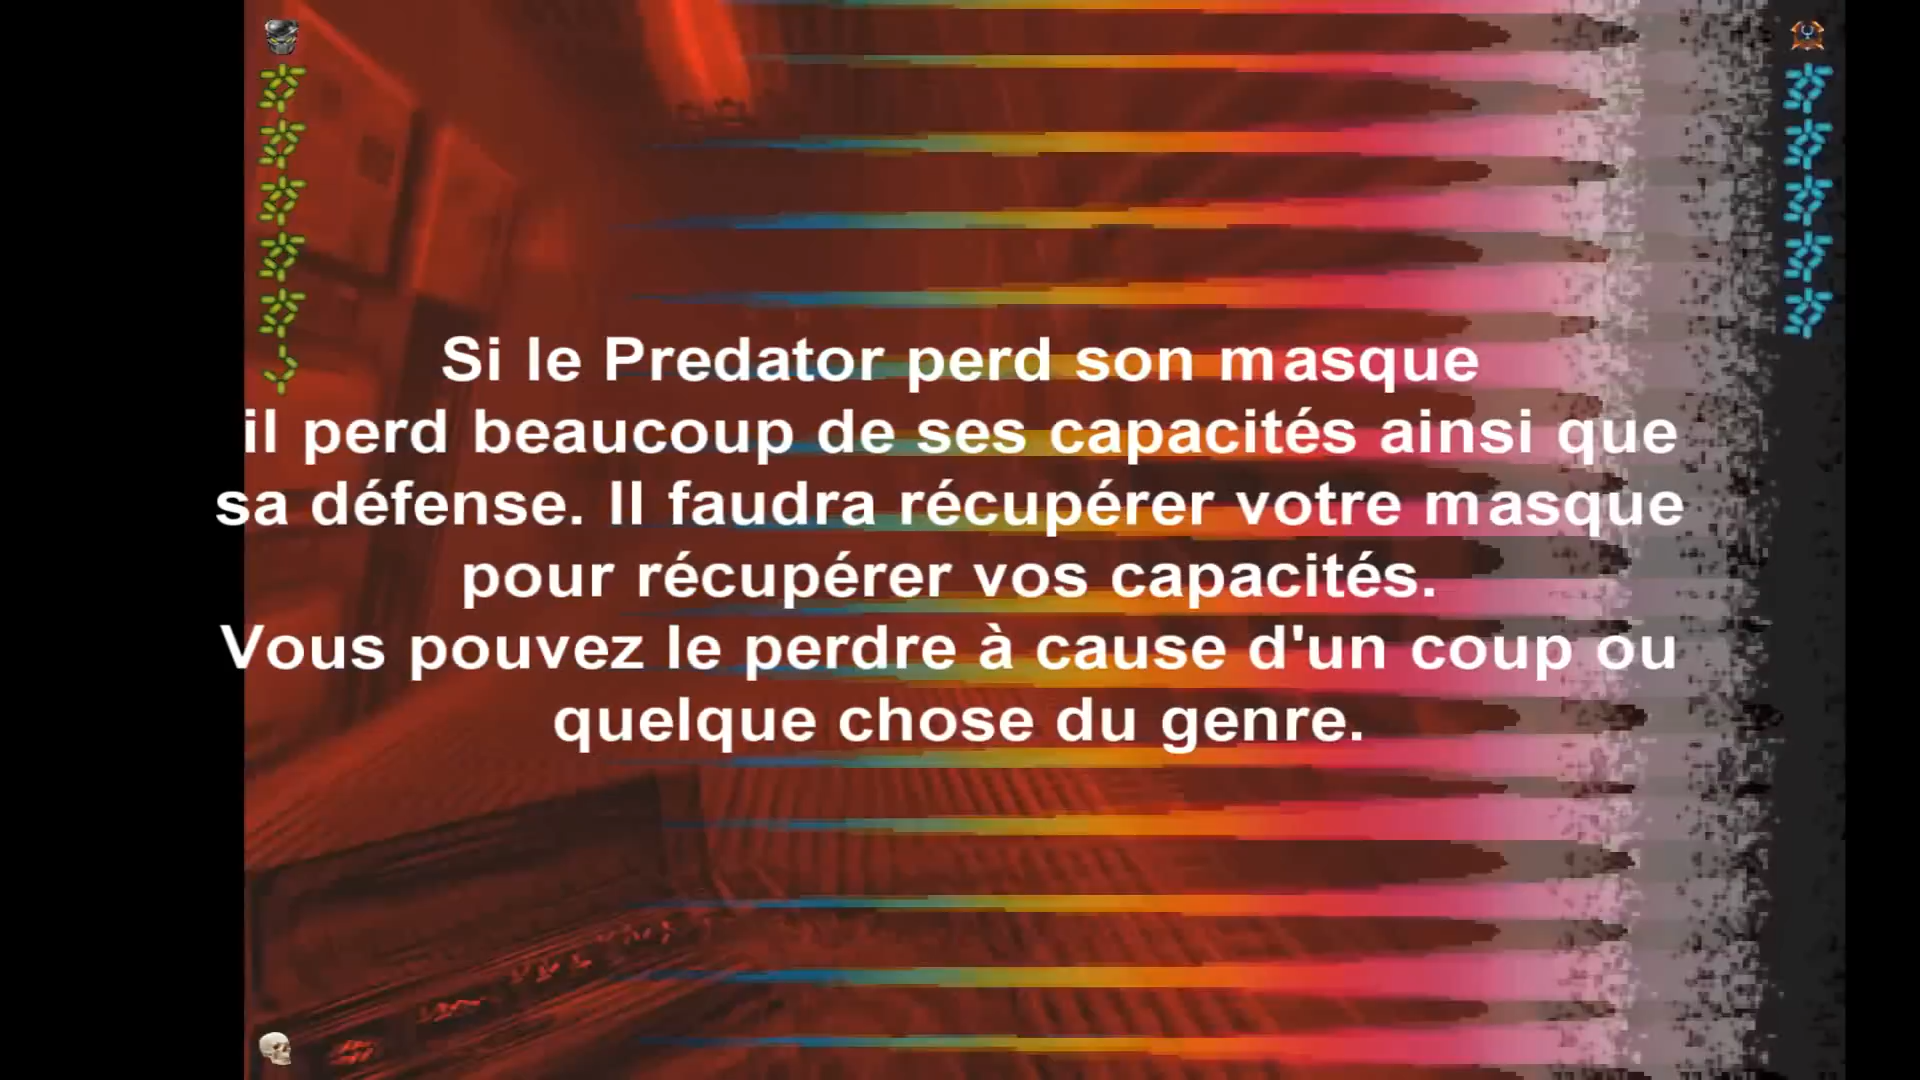 Si le Predator perd son masque
il perd beaucoup de ses capacités ainsi que
sa défense. Il faudra récupérer votre masque
pour récupérer vos capacités.
Vous pouvez le perdre à cause d'un coup ou
quelque chose du genre.